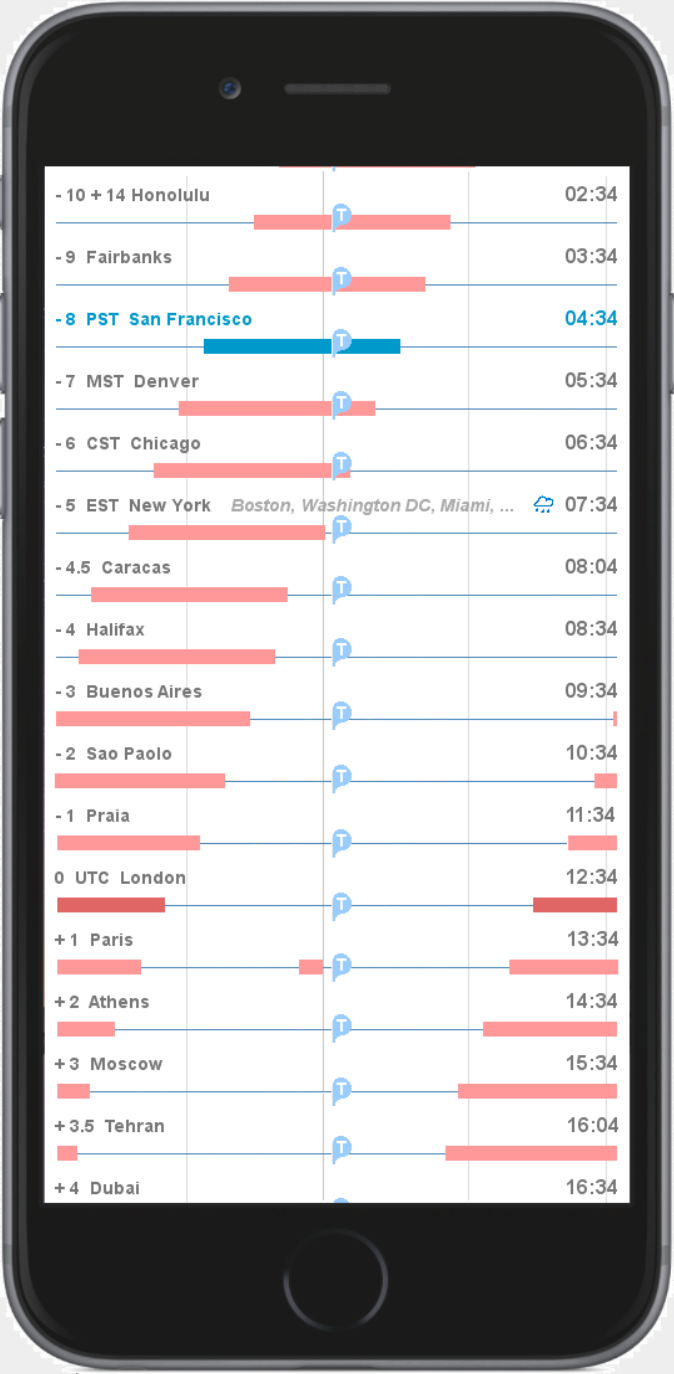 - 10 + 14 Honolulu 02:34
T
- 9 Fairbanks 03:34
T
- 8 PST San Francisco 04:34
T
- 7 MST Denver 05:34
T
- 6 CST Chicago 06:34
T
- 5 EST New York Boston, Washington DC, Miami, ... 07:34
T
- 4.5 Caracas 08:04
T
- 4 Halifax 08:34
T
- 3 Buenos Aires 09:34
T
- 2 Sao Paolo 10:34
T
- 1 Praia 11:34
T
0 UTC London 12:34
T
+ 1 Paris 13:34
T
+ 2 Athens 14:34
T
+ 3 Moscow 15:34
T
+ 3.5 Tehran 16:04
T
+ 4 Dubai 16:34